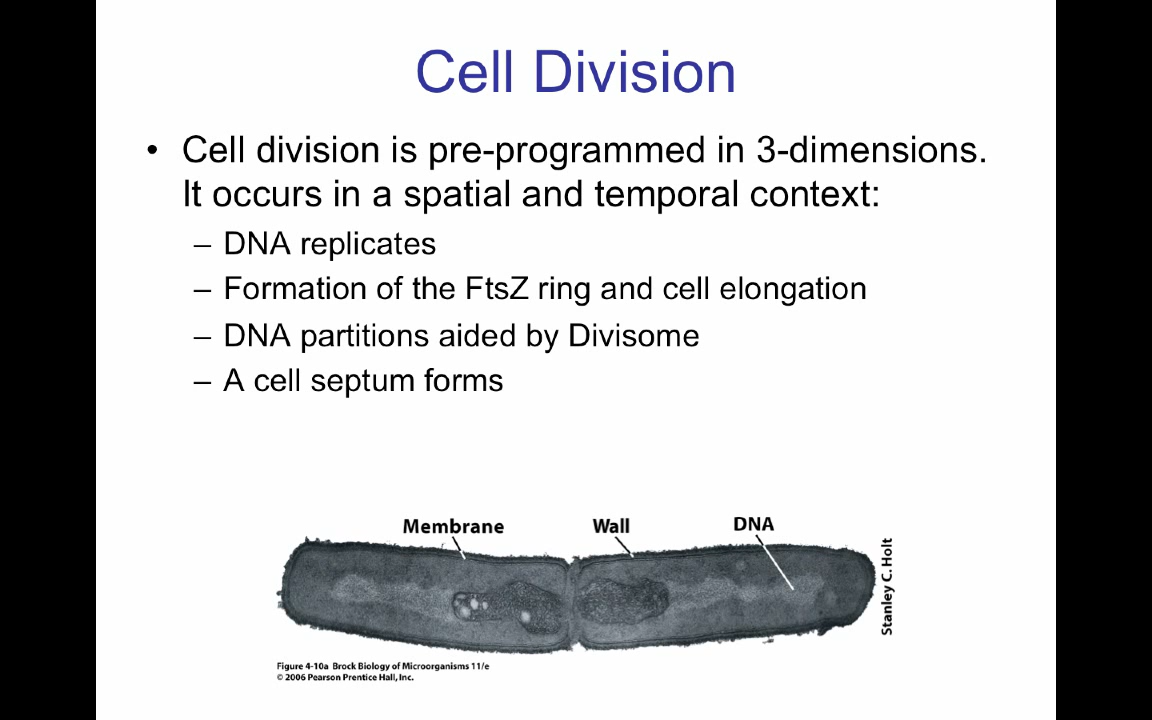 Cell Division
• Cell division is pre-programmed in 3-dimensions.
It occurs in a spatial and temporal context:
– DNA replicates
– Formation of the FtsZ ring and cell elongation
– DNA partitions aided by Divisome
– A cell septum forms
Membrane Wall DNA
Stanley C. Holt
Figure 4-10a Brock Biology of Microorganisms 11/e
© 2006 Pearson Prentice Hall, Inc.